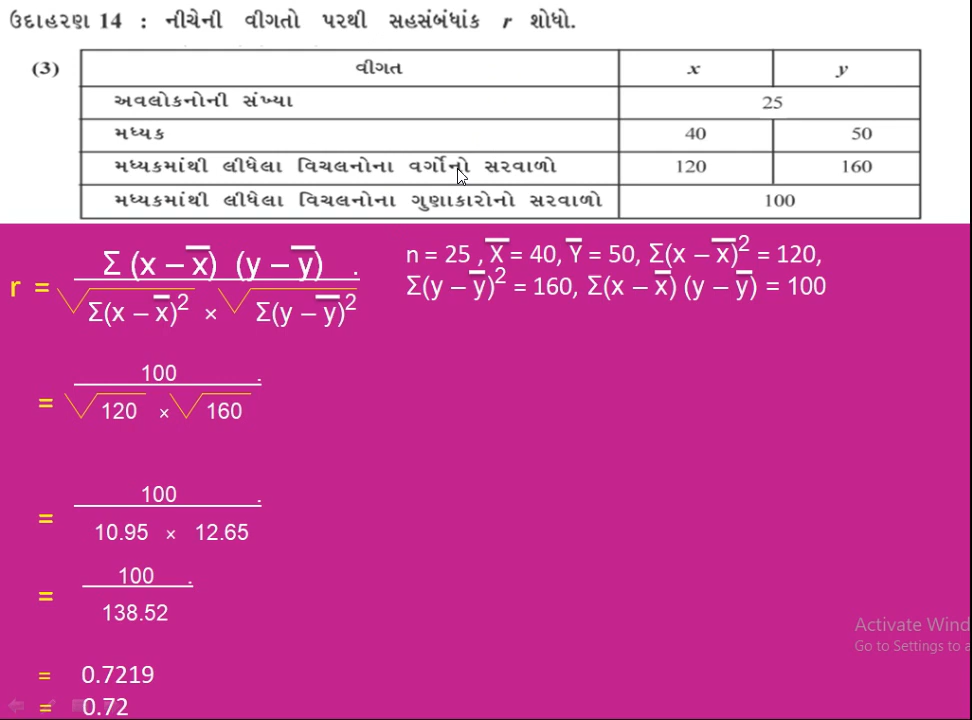 ઉદાહરણ 14 : નીચેની વીગતો પરથી સહસંબંધાંક r શોધો.
(3) વીગત x y
અવલોકનોની સંખ્યા 25
મધ્યક 40 50
મધ્યકમાંથી લીધેલા વિચલનોના વર્ગોનો સરવાળો 120 160
મધ્યકમાંથી લીધેલા વિચલનોના ગુણાકારોનો સરવાળો 100
n = 25 , X̅ = 40, Y̅ = 50, Σ(x – x̅)² = 120,
Σ(y – y̅)² = 160, Σ(x – x̅) (y – y̅) = 100
Σ (x – x̅) (y – y̅) .
r =
√Σ(x – x̅)² × √Σ(y – y̅)²
100 .
=
√120 × √160
100 .
=
10.95 × 12.65
100 .
=
138.52
= 0.7219
= 0.72
Activate Wind
Go to Settings to a